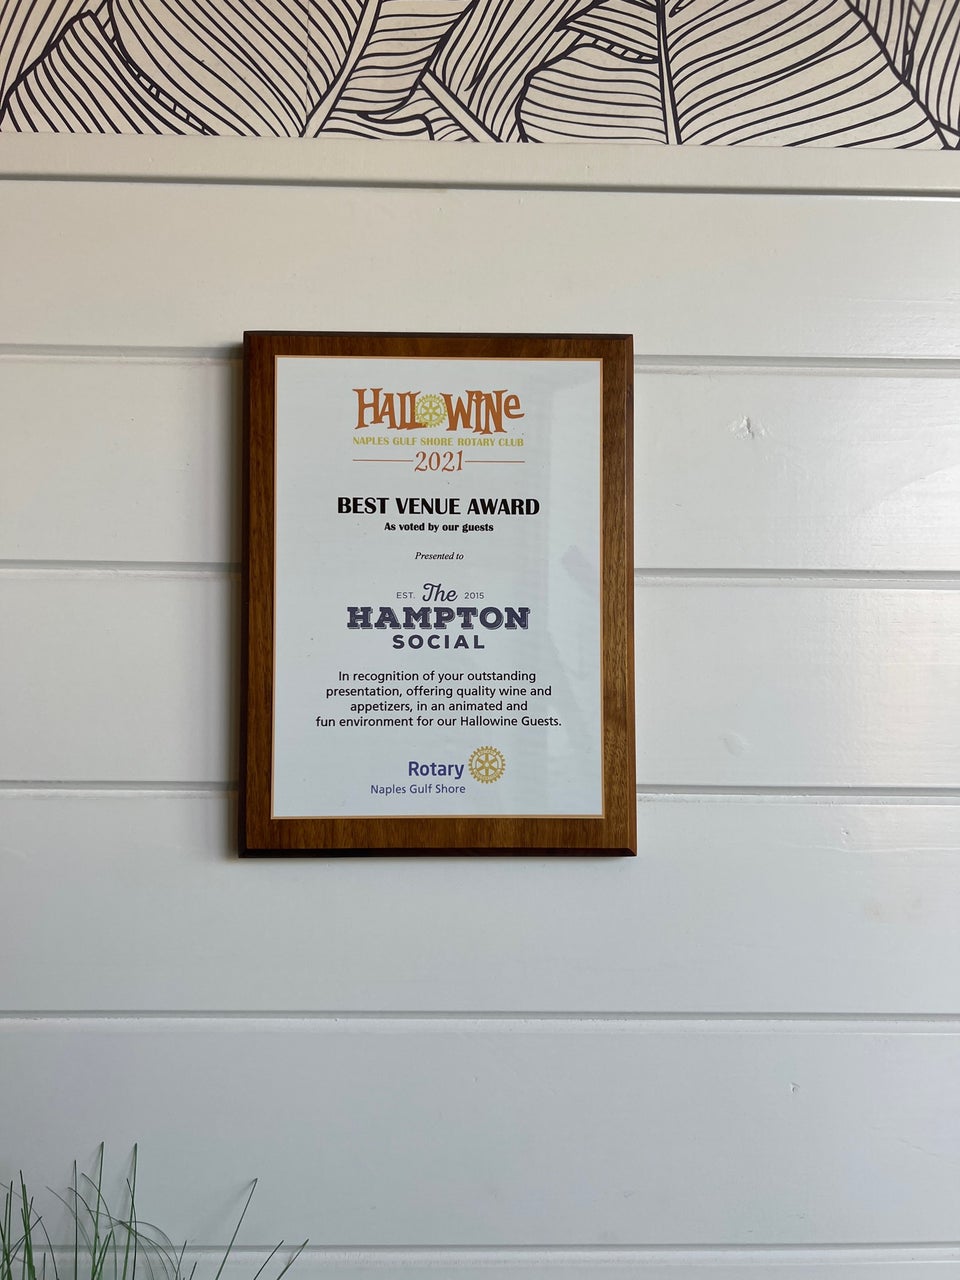 HALLOWINE
NAPLES GULF SHORE ROTARY CLUB
2021
BEST VENUE AWARD
As voted by our guests
Presented to
EST. The 2015
HAMPTON
SOCIAL
In recognition of your outstanding
presentation, offering quality wine and
appetizers, in an animated and
fun environment for our Hallowine Guests.
Rotary
Naples Gulf Shore